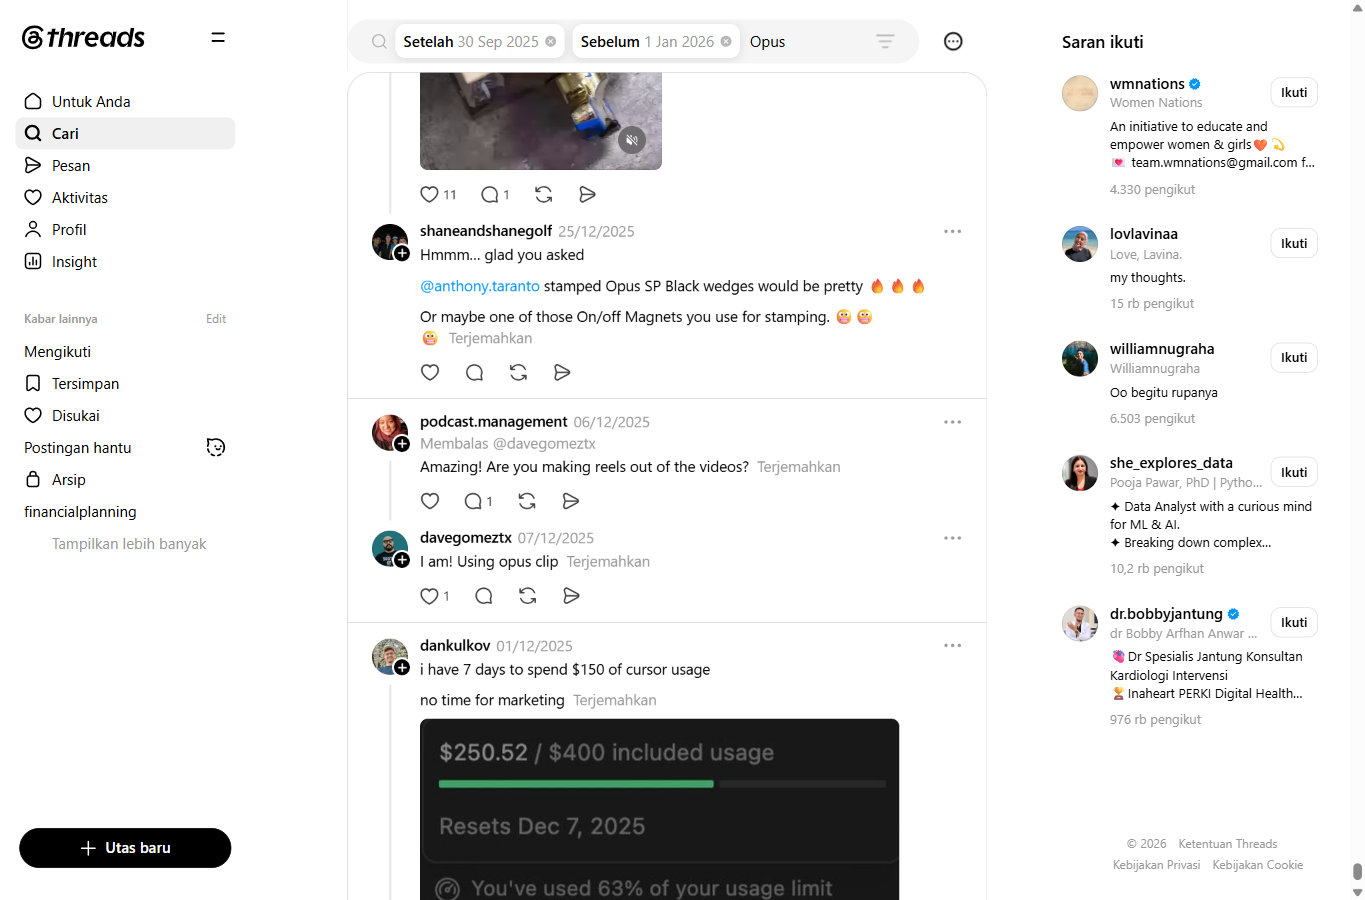 threads
Setelah 30 Sep 2025
Sebelum 1 Jan 2026
Opus
Untuk Anda
Cari
Pesan
Aktivitas
Profil
Insight
Kabar lainnya
Edit
Mengikuti
Tersimpan
Disukai
Postingan hantu
Arsip
financialplanning
Tampilkan lebih banyak
Utas baru
11
1
shaneandshanegolf 25/12/2025
Hmmm... glad you asked
@anthony.taranto stamped Opus SP Black wedges would be pretty 🔥 🔥 🔥
Or maybe one of those On/off Magnets you use for stamping. 🤪 🤪
🤪 Terjemahkan
podcast.management 06/12/2025
Membalas @davegomeztx
Amazing! Are you making reels out of the videos? Terjemahkan
1
davegomeztx 07/12/2025
I am! Using opus clip Terjemahkan
1
dankulkov 01/12/2025
i have 7 days to spend $150 of cursor usage
no time for marketing Terjemahkan
$250.52 / $400 included usage
Resets Dec 7, 2025
You've used 63% of your usage limit
Saran ikuti
wmnations
Women Nations
Ikuti
An initiative to educate and
empower women & girls❤️ 💫
💌 team.wmnations@gmail.com f...
4.330 pengikut
lovlavinaa
Love, Lavina.
Ikuti
my thoughts.
15 rb pengikut
williamnugraha
Williamnugraha
Ikuti
Oo begitu rupanya
6.503 pengikut
she_explores_data
Pooja Pawar, PhD | Pytho...
Ikuti
✦ Data Analyst with a curious mind
for ML & AI.
✦ Breaking down complex...
10,2 rb pengikut
dr.bobbyjantung
dr Bobby Arfhan Anwar ...
Ikuti
🫀Dr Spesialis Jantung Konsultan
Kardiologi Intervensi
🏆Inaheart PERKI Digital Health...
976 rb pengikut
© 2026 Ketentuan Threads
Kebijakan Privasi Kebijakan Cookie